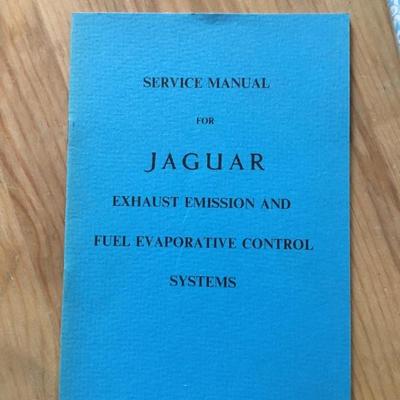 SERVICE MANUAL
FOR
JAGUAR
EXHAUST EMISSION AND
FUEL EVAPORATIVE CONTROL
SYSTEMS